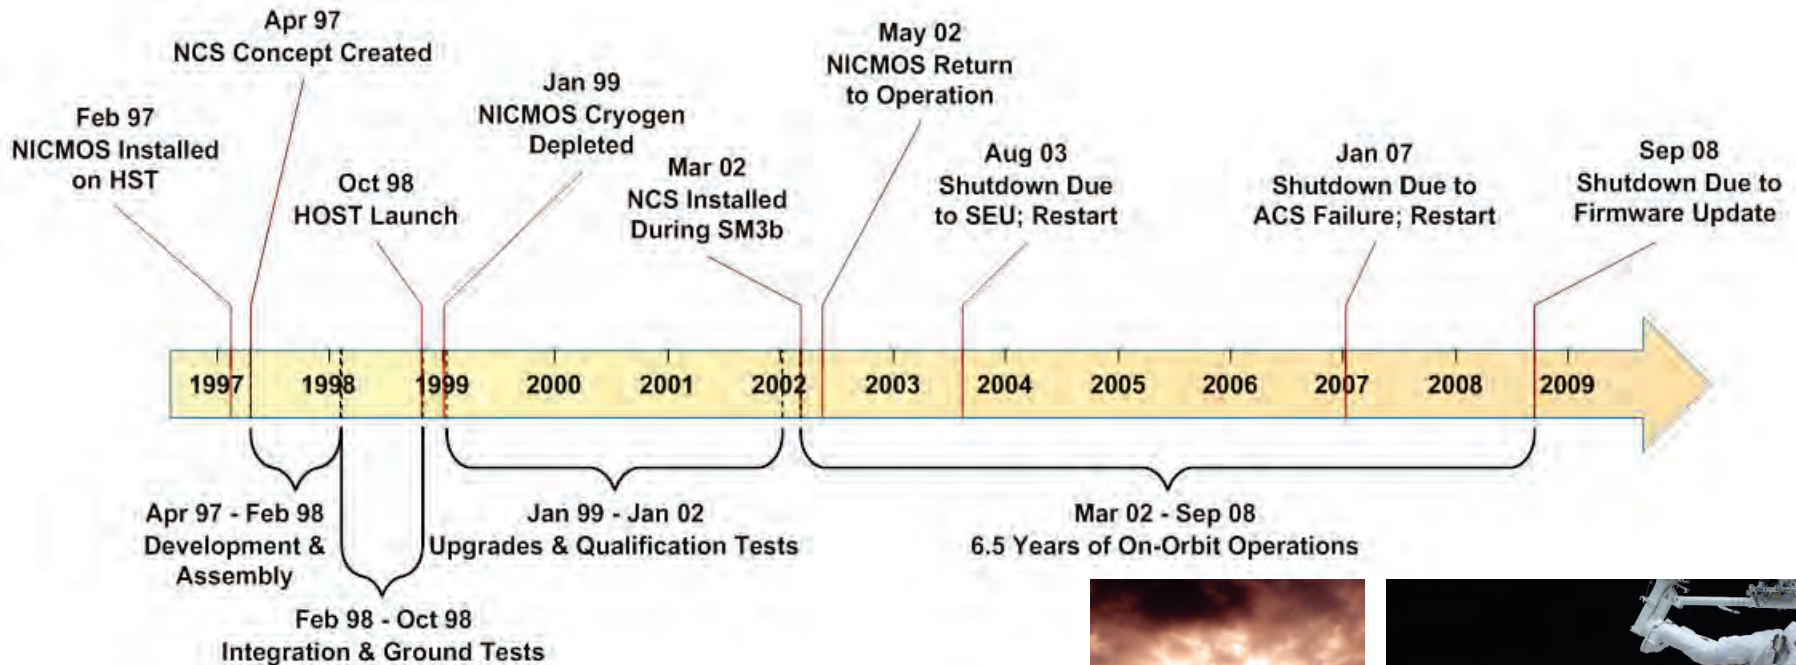 Apr 97
NCS Concept Created
Feb 97
NICMOS Installed
on HST
Oct 98
HOST Launch
Jan 99
NICMOS Cryogen
Depleted
Mar 02
NCS Installed
During SM3b
May 02
NICMOS Return
to Operation
Aug 03
Shutdown Due
to SEU; Restart
Jan 07
Shutdown Due to
ACS Failure; Restart
Sep 08
Shutdown Due to
Firmware Update
1997 1998 1999 2000 2001 2002 2003 2004 2005 2006 2007 2008 2009
Apr 97 - Feb 98
Development &
Assembly
Feb 98 - Oct 98
Integration & Ground Tests
Jan 99 - Jan 02
Upgrades & Qualification Tests
Mar 02 - Sep 08
6.5 Years of On-Orbit Operations